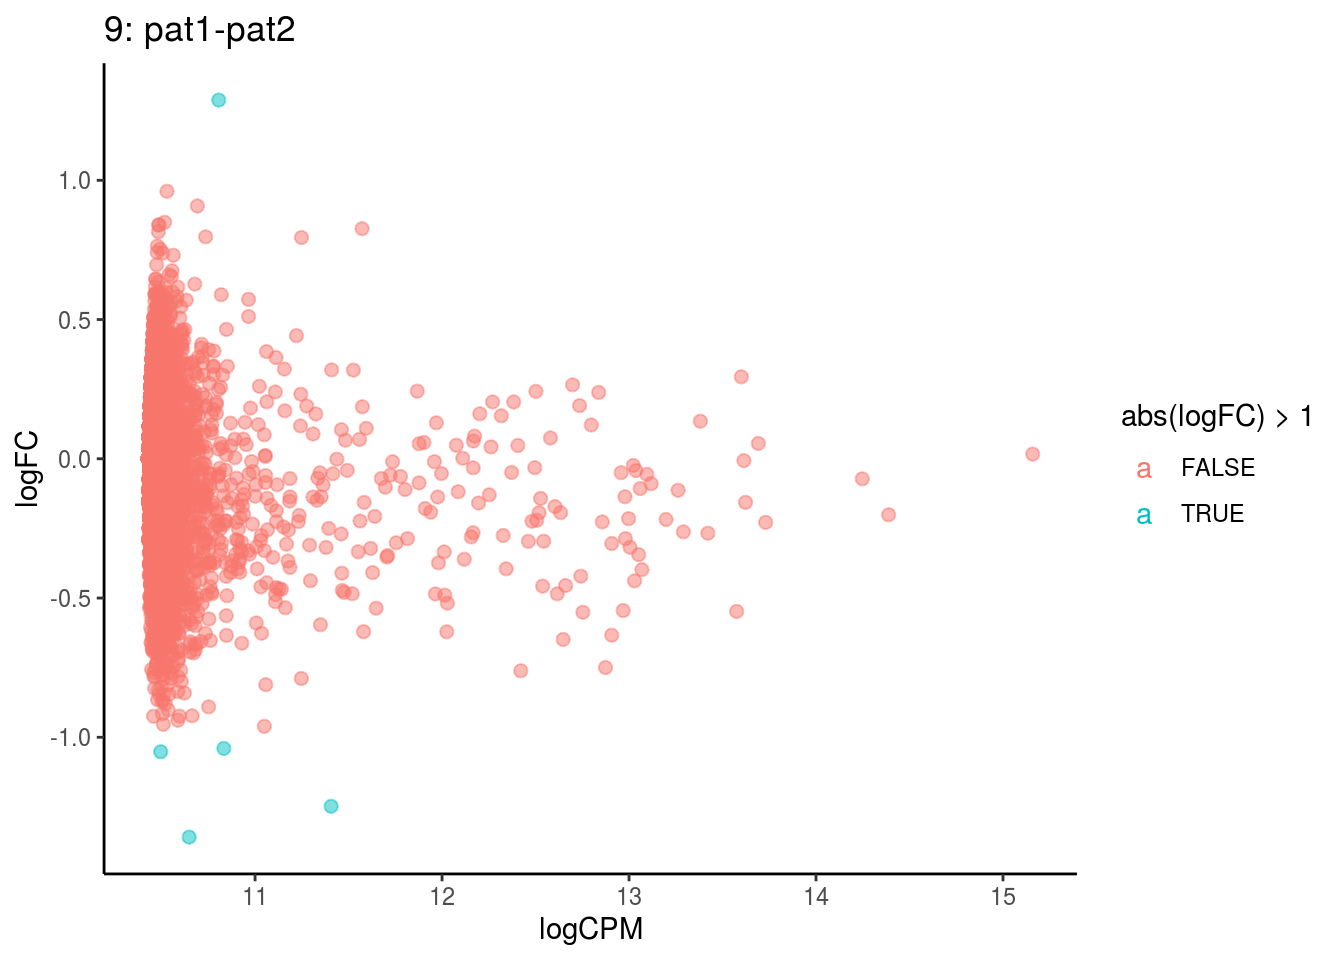 9: pat1-pat2
1.0
0.5
0.0
-0.5
-1.0
logFC
11 12 13 14 15
logCPM
abs(logFC) > 1
a FALSE
a TRUE